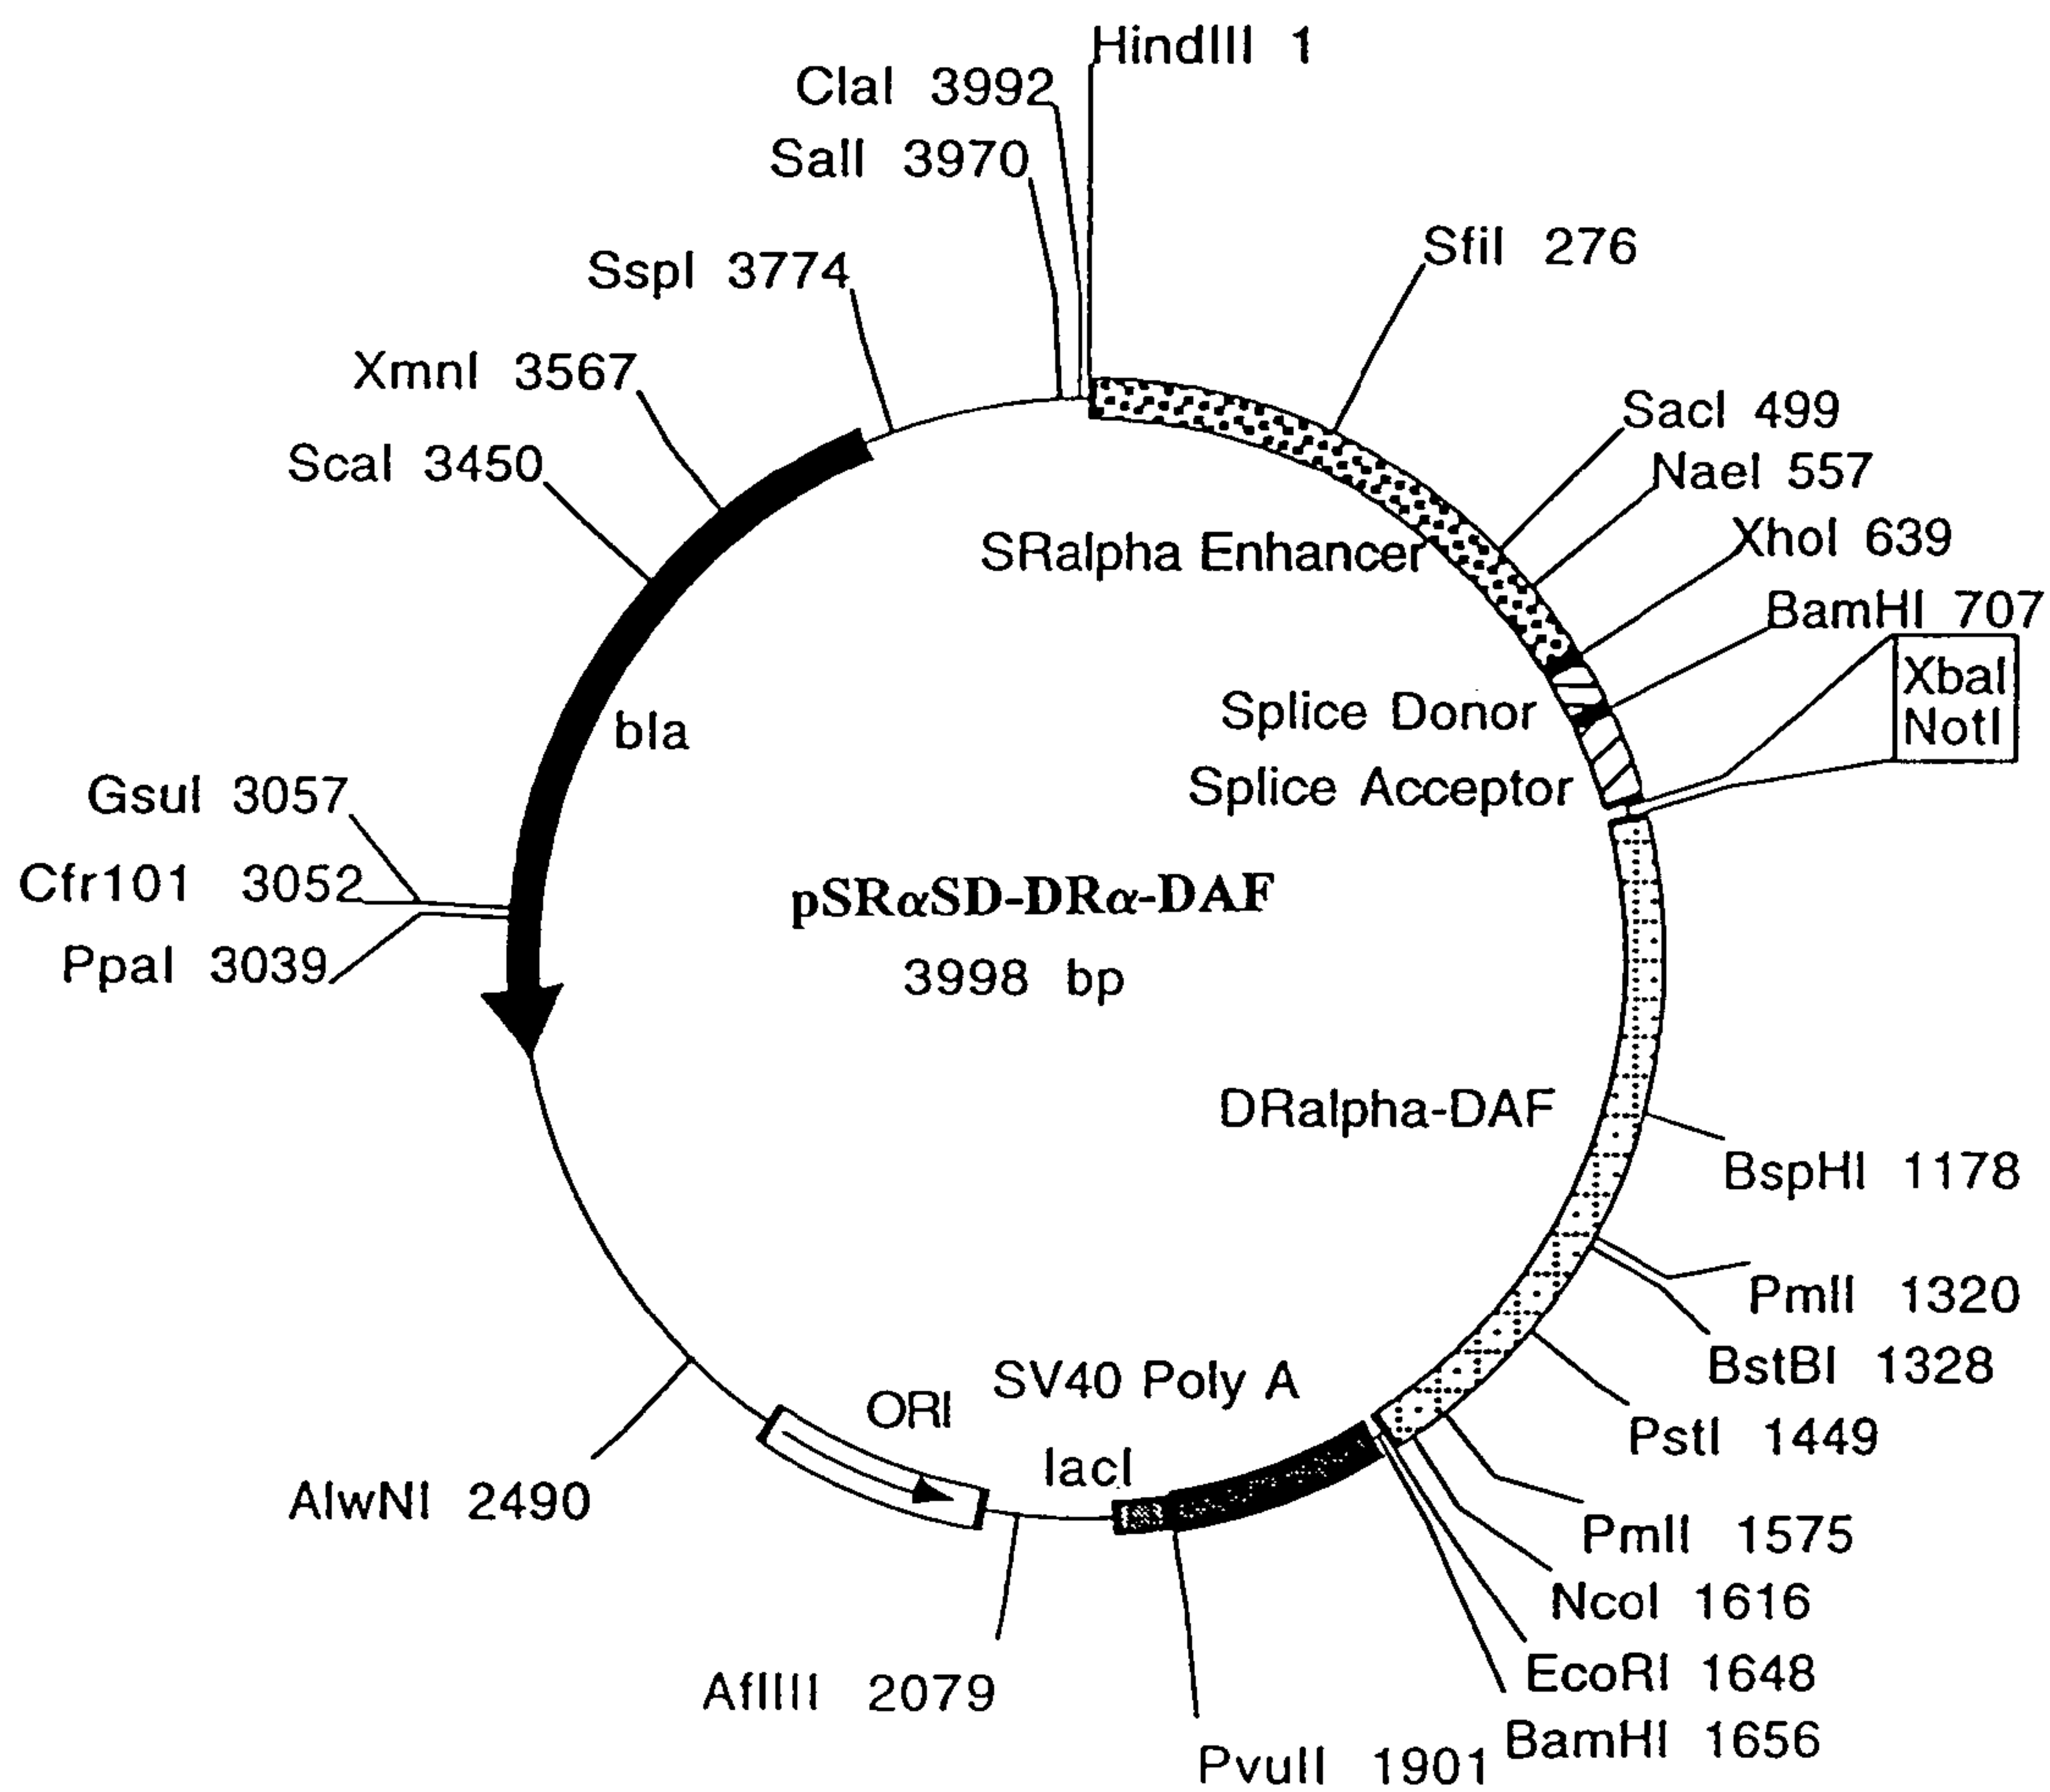 HindIII 1
ClaI 3992
SalI 3970
SfiI 276
SspI 3774
XmnI 3567
SacI 499
ScaI 3450
NaeI 557
XhoI 639
SRalpha Enhancer
BamHI 707
XbaI
NotI
Splice Donor
bla
Splice Acceptor
GsuI 3057
Cfr101 3052
pSRαSD-DRα-DAF
PpaI 3039
3998 bp
DRalpha-DAF
BspHI 1178
PmlI 1320
BstBI 1328
SV40 Poly A
ORI
PstI 1449
lacI
AlwNI 2490
PmlI 1575
NcoI 1616
EcoRI 1648
AflIII 2079
BamHI 1656
PvuII 1901